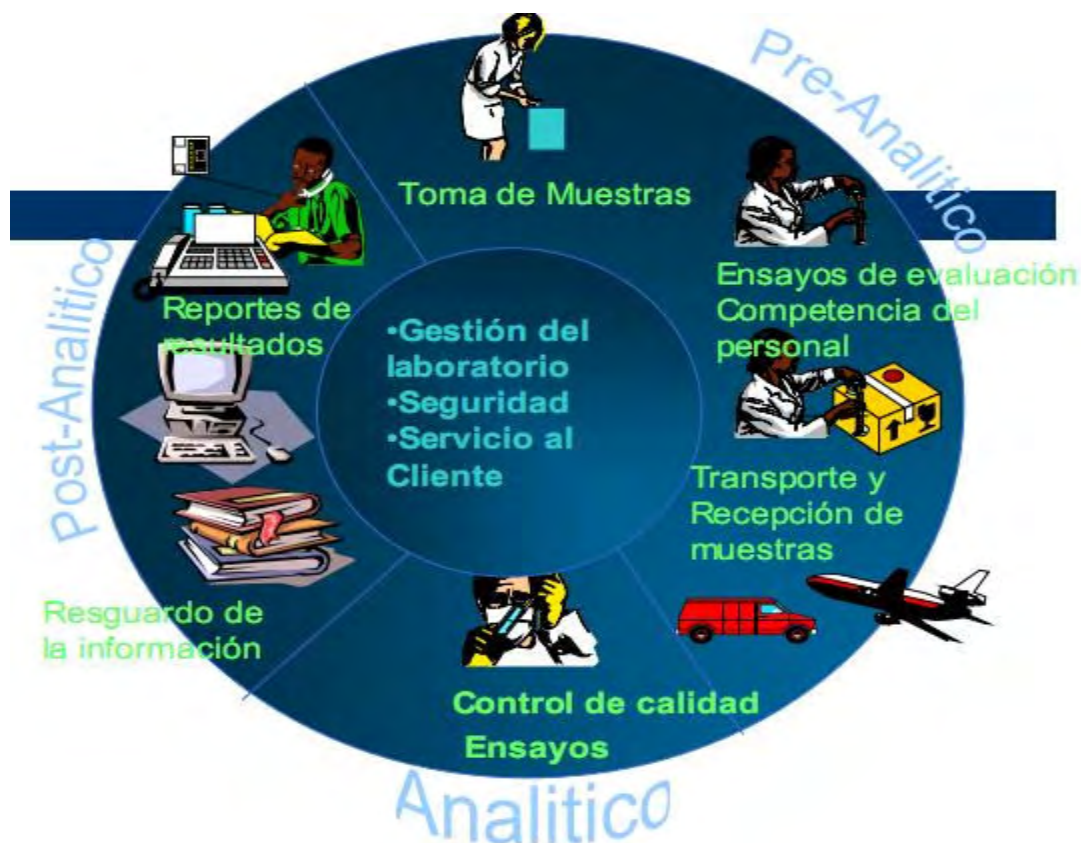 Pre-Analitico
Toma de Muestras
Ensayos de evaluación
Competencia del
personal
Transporte y
Recepción de
muestras
Control de calidad
Ensayos
Analitico
Reportes de
resultados
Resguardo de
la información
Post-Analitico
•Gestión del
laboratorio
•Seguridad
•Servicio al
Cliente